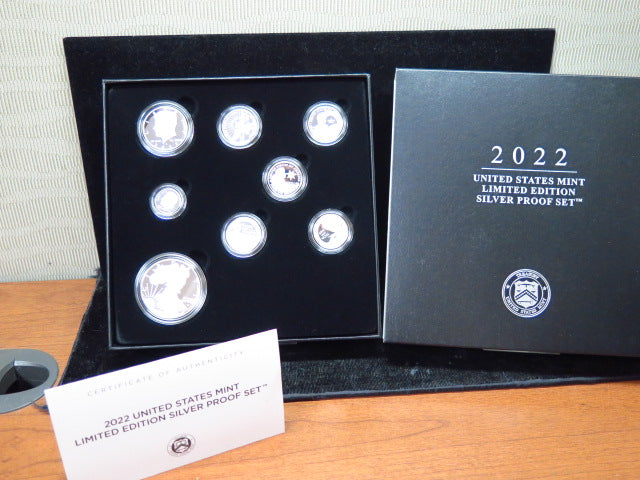 2022
UNITED STATES MINT
LIMITED EDITION
SILVER PROOF SET™
CERTIFICATE OF AUTHENTICITY
2022 UNITED STATES MINT
LIMITED EDITION SILVER PROOF SET™